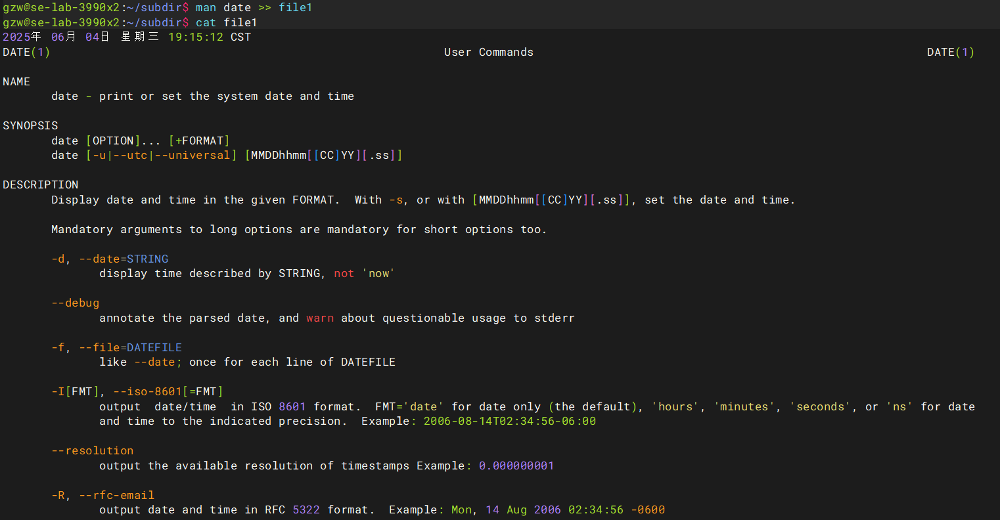 gzw@se-lab-3990x2:~/subdir$ man date >> file1
gzw@se-lab-3990x2:~/subdir$ cat file1
2025年 06月 04日 星期三 19:15:12 CST
DATE(1) User Commands DATE(1)
NAME
date - print or set the system date and time
SYNOPSIS
date [OPTION]... [+FORMAT]
date [-u|--utc|--universal] [MMDDhhmm[[CC]YY][.ss]]
DESCRIPTION
Display date and time in the given FORMAT.  With -s, or with [MMDDhhmm[[CC]YY][.ss]], set the date and time.
Mandatory arguments to long options are mandatory for short options too.
-d, --date=STRING
display time described by STRING, not 'now'
--debug
annotate the parsed date, and warn about questionable usage to stderr
-f, --file=DATEFILE
like --date; once for each line of DATEFILE
-I[FMT], --iso-8601[=FMT]
output  date/time  in ISO 8601 format.  FMT='date' for date only (the default), 'hours', 'minutes', 'seconds', or 'ns' for date
and time to the indicated precision.  Example: 2006-08-14T02:34:56-06:00
--resolution
output the available resolution of timestamps Example: 0.000000001
-R, --rfc-email
output date and time in RFC 5322 format.  Example: Mon, 14 Aug 2006 02:34:56 -0600